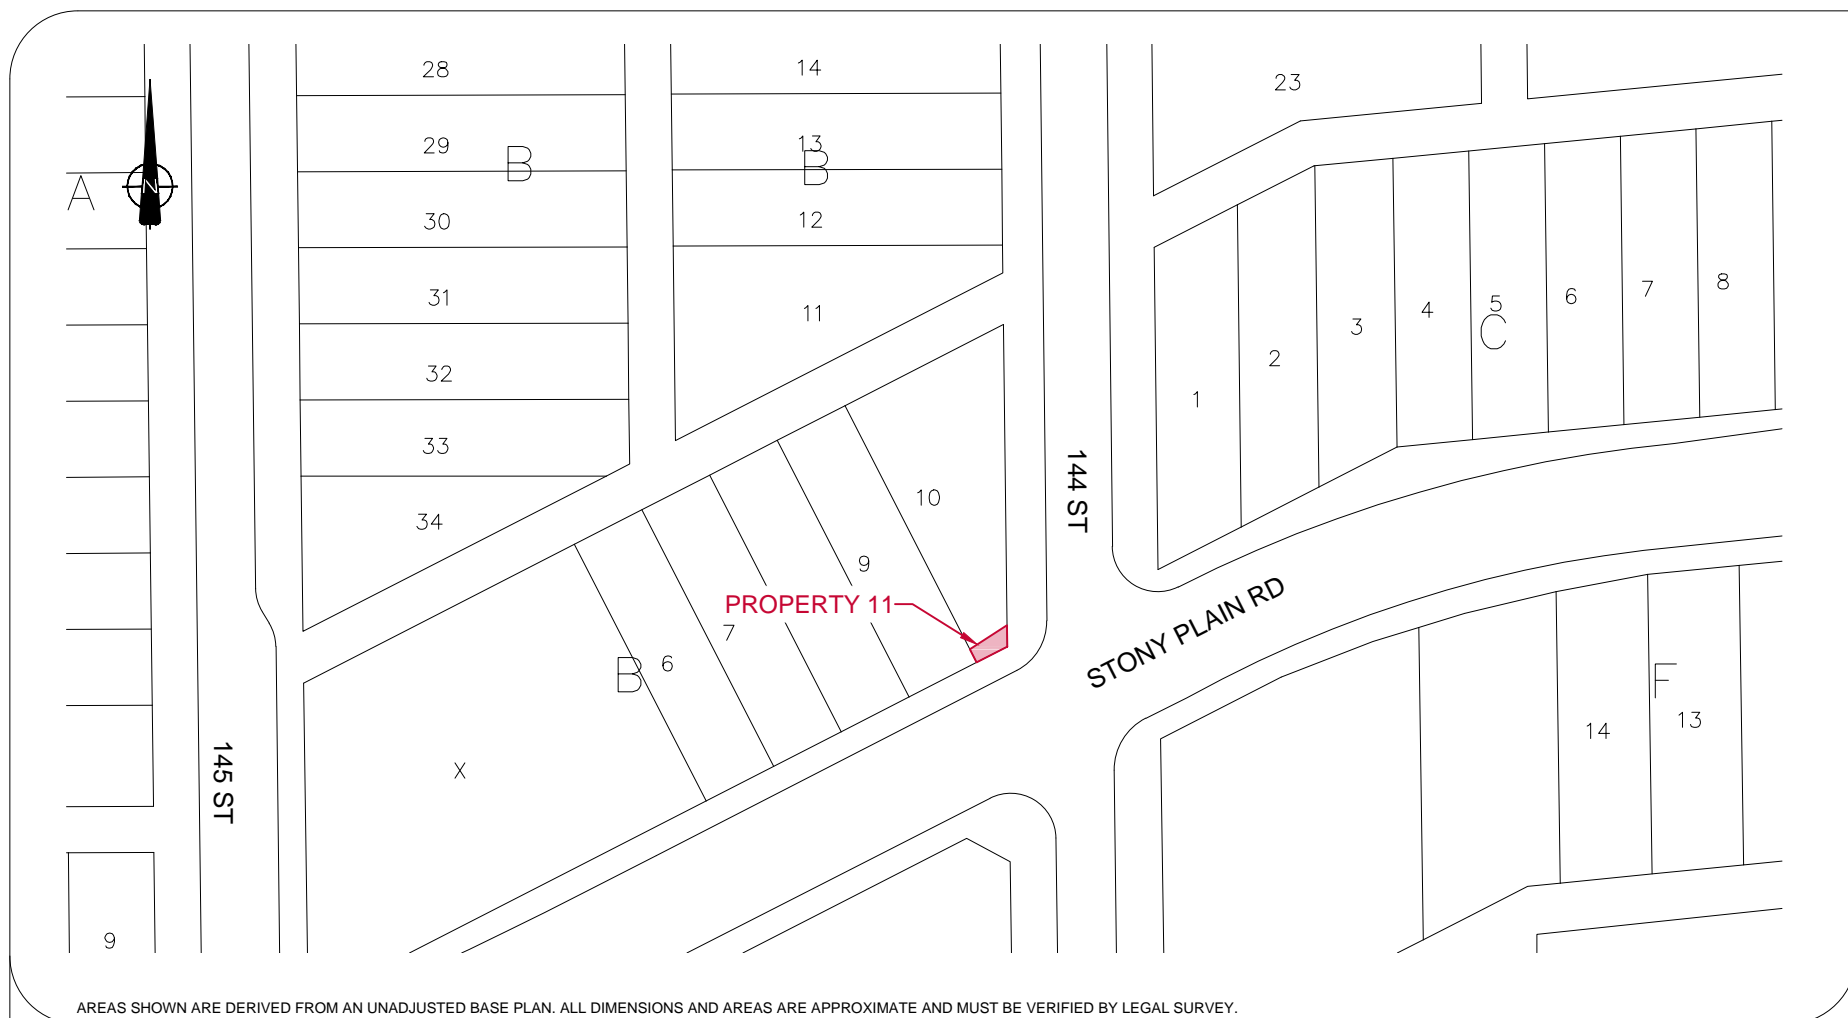 28
14
23
29
B
13
B
A
N
30
12
31
11
32
33
34
1
2
3
4
5
C
6
7
8
10
9
144 ST
PROPERTY 11
7
B
6
STONY PLAIN RD
X
145 ST
F
14
13
9
AREAS SHOWN ARE DERIVED FROM AN UNADJUSTED BASE PLAN. ALL DIMENSIONS AND AREAS ARE APPROXIMATE AND MUST BE VERIFIED BY LEGAL SURVEY.